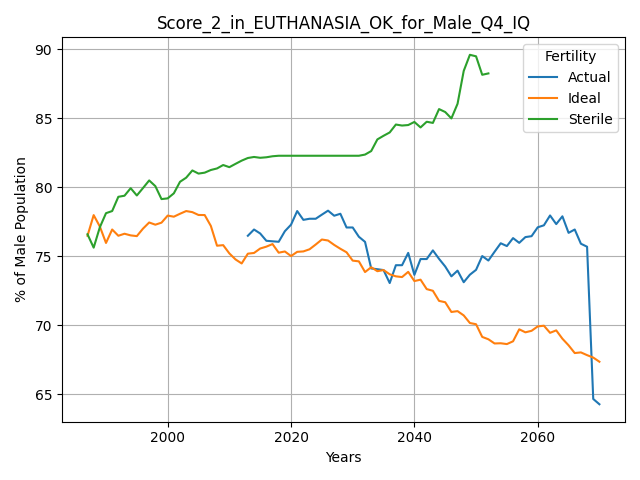 Score_2_in_EUTHANASIA_OK_for_Male_Q4_IQ
% of Male Population
90
85
80
75
70
65
2000
2020
2040
2060
Years
Fertility
Actual
Ideal
Sterile